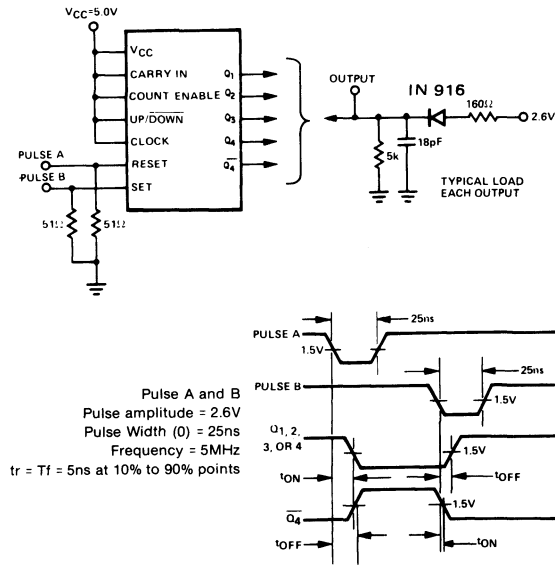 VCC=5.0V
VCC
CARRY IN
COUNT ENABLE
UP/DOWN
CLOCK
RESET
SET
Q1
Q2
Q3
Q4
Q4
PULSE A
PULSE B
51Ω
51Ω
OUTPUT
IN 916
160Ω
2.6V
5k
18pF
TYPICAL LOAD
EACH OUTPUT
PULSE A
1.5V
25ns
PULSE B
25ns
1.5V
Q1, 2,
3, OR 4
1.5V
tON
tOFF
Q4
1.5V
tOFF
tON
Pulse A and B
Pulse amplitude = 2.6V
Pulse Width (0) = 25ns
Frequency = 5MHz
tr = Tf = 5ns at 10% to 90% points